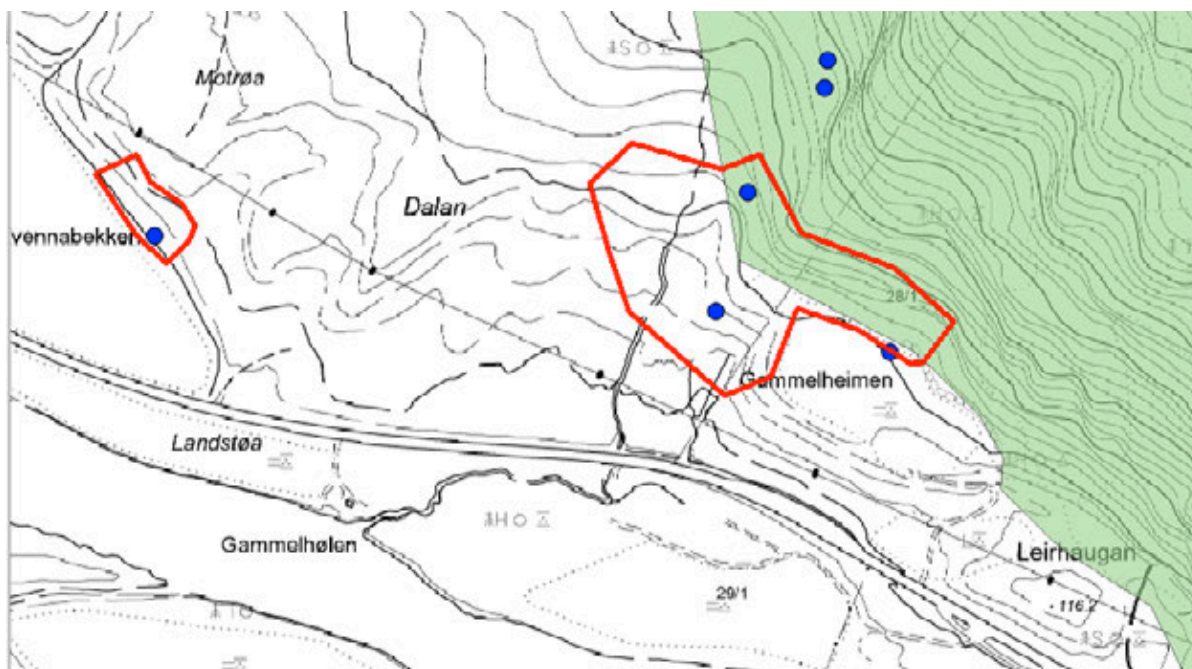 Motrøa
Dalan
vennabekken
28/1
Gammelheimen
Landstøa
Gammelhølen
Leirhaugan
29/1
116.2